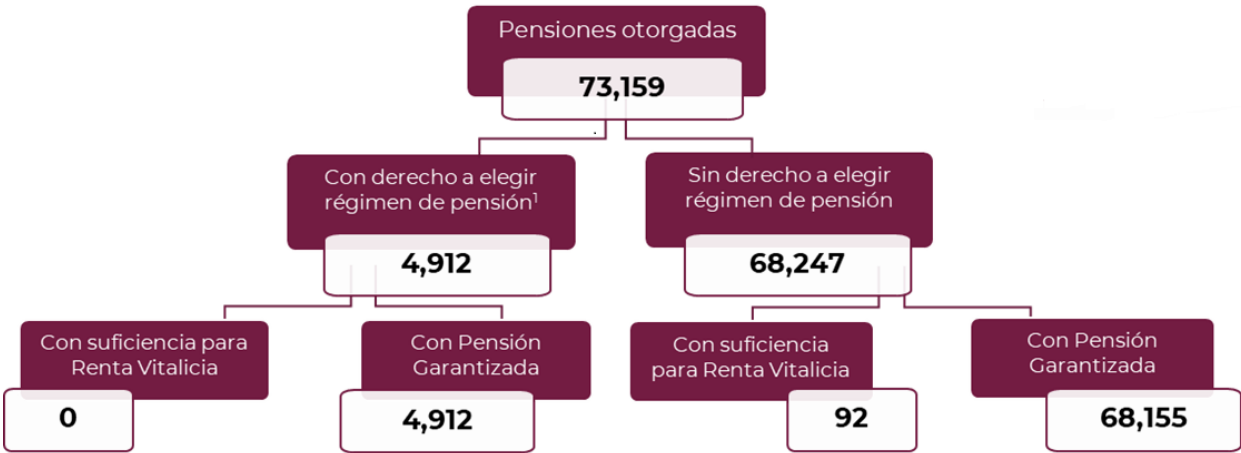 Pensiones otorgadas
73,159
Con derecho a elegir
régimen de pensión¹
4,912
Sin derecho a elegir
régimen de pensión
68,247
Con suficiencia para
Renta Vitalicia
0
Con Pensión
Garantizada
4,912
Con suficiencia
para Renta Vitalicia
92
Con Pensión
Garantizada
68,155